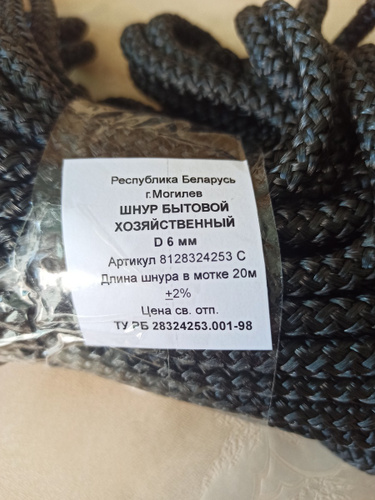 Республика Беларусь
г.Могилев
ШНУР БЫТОВОЙ
ХОЗЯЙСТВЕННЫЙ
D 6 мм
Артикул 8128324253 С
Длина шнура в мотке 20м
±2%
Цена св. отп.
ТУ РБ 28324253.001-98